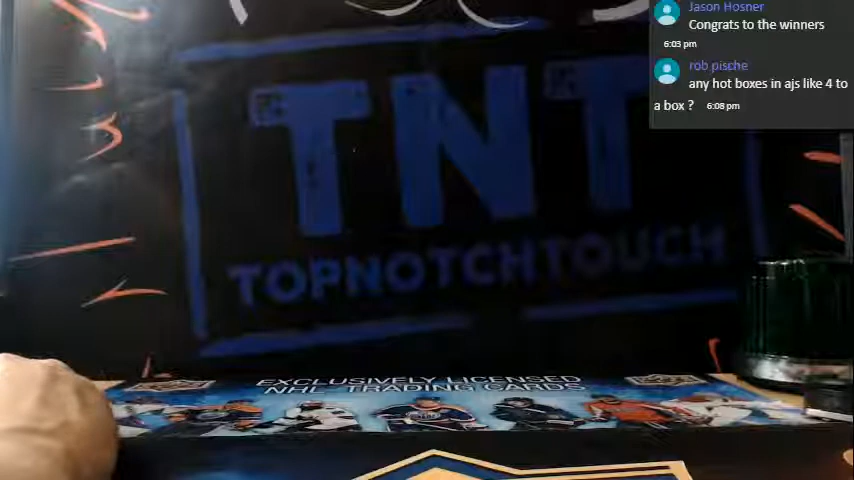 Jason Hosner
Congrats to the winners
6:03 pm
rob pische
any hot boxes in ajs like 4 to
a box ? 6:08 pm
TNT
TOPNOTCHTOUCH
EXCLUSIVELY LICENSED
NHL TRADING CARDS